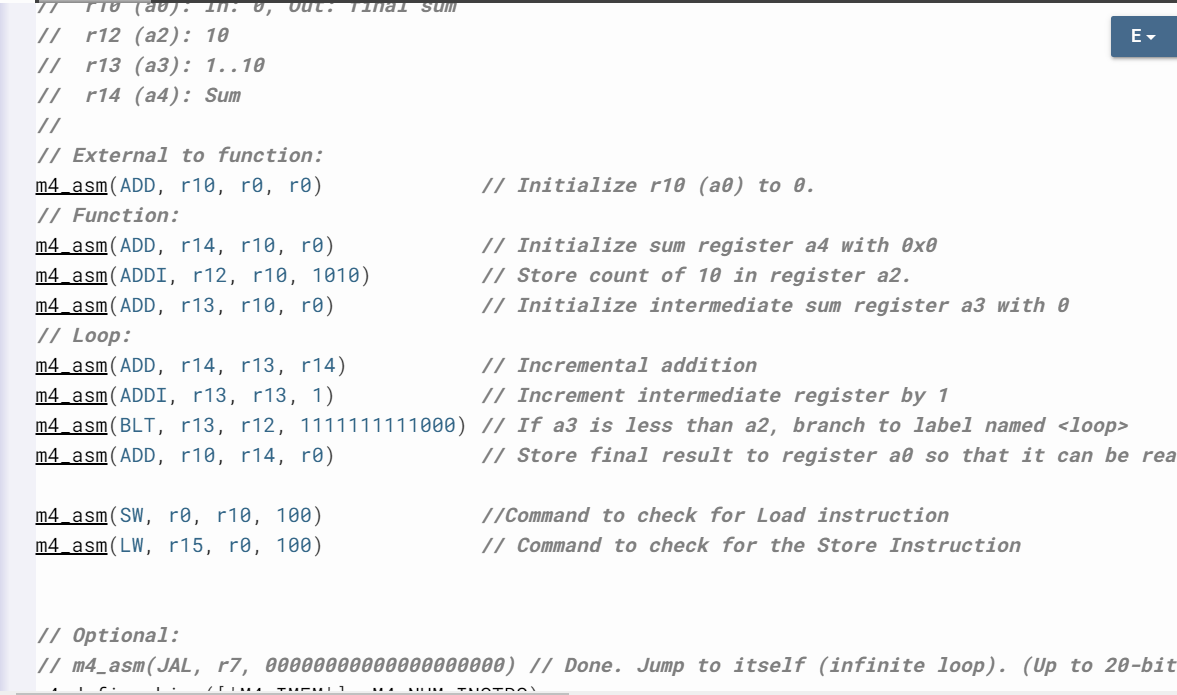 //  r10 (a0): In: 0, Out: final sum
//  r12 (a2): 10
E
//  r13 (a3): 1..10
//  r14 (a4): Sum
//
// External to function:
m4_asm(ADD, r10, r0, r0)             // Initialize r10 (a0) to 0.
// Function:
m4_asm(ADD, r14, r10, r0)            // Initialize sum register a4 with 0x0
m4_asm(ADDI, r12, r10, 1010)         // Store count of 10 in register a2.
m4_asm(ADD, r13, r10, r0)            // Initialize intermediate sum register a3 with 0
// Loop:
m4_asm(ADD, r14, r13, r14)           // Incremental addition
m4_asm(ADDI, r13, r13, 1)            // Increment intermediate register by 1
m4_asm(BLT, r13, r12, 1111111111000) // If a3 is less than a2, branch to label named <loop>
m4_asm(ADD, r10, r14, r0)            // Store final result to register a0 so that it can be rea
m4_asm(SW, r0, r10, 100)             //Command to check for Load instruction
m4_asm(LW, r15, r0, 100)             // Command to check for the Store Instruction
// Optional:
// m4_asm(JAL, r7, 00000000000000000000) // Done. Jump to itself (infinite loop). (Up to 20-bit